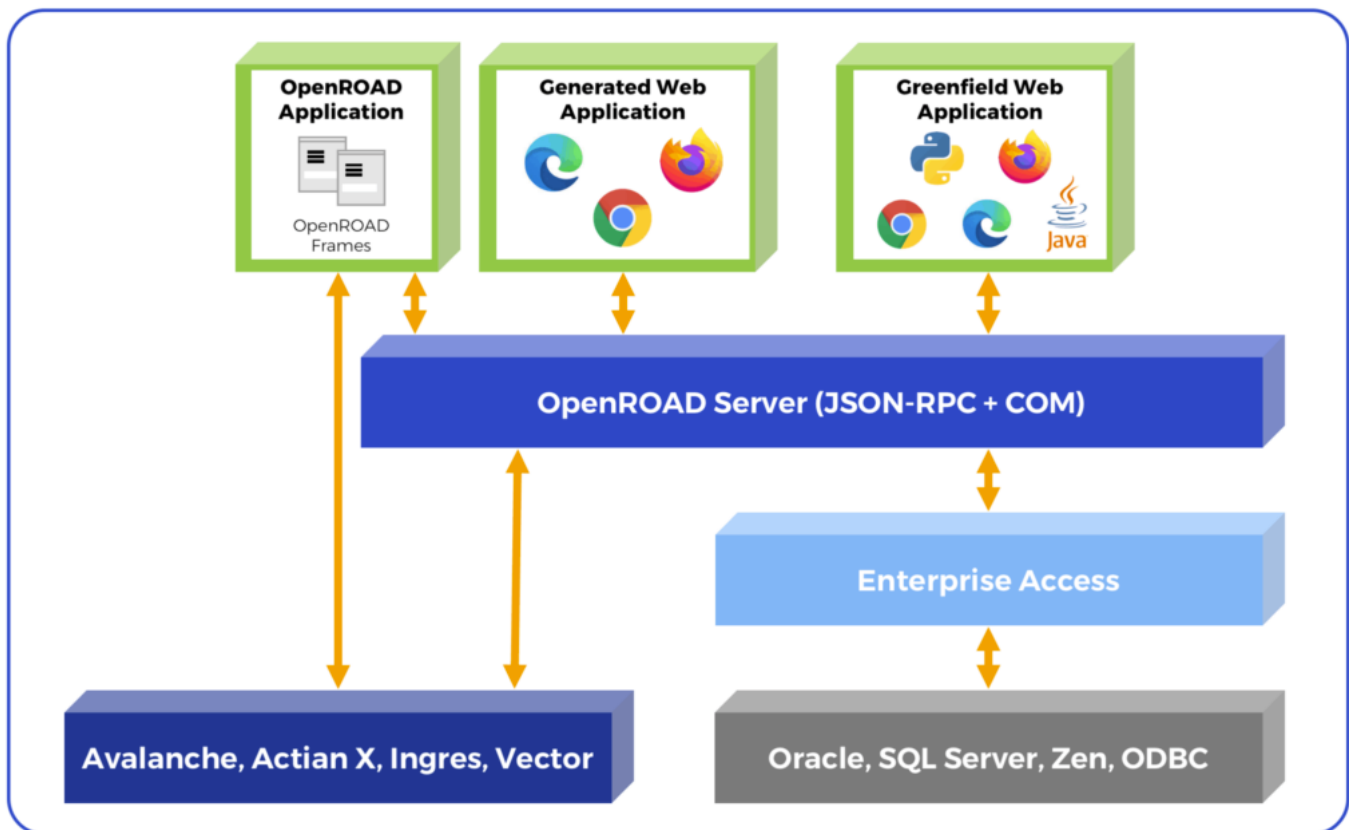 OpenROAD
Application
OpenROAD
Frames
Generated Web
Application
Greenfield Web
Application
Java
OpenROAD Server (JSON-RPC + COM)
Enterprise Access
Avalanche, Actian X, Ingres, Vector
Oracle, SQL Server, Zen, ODBC